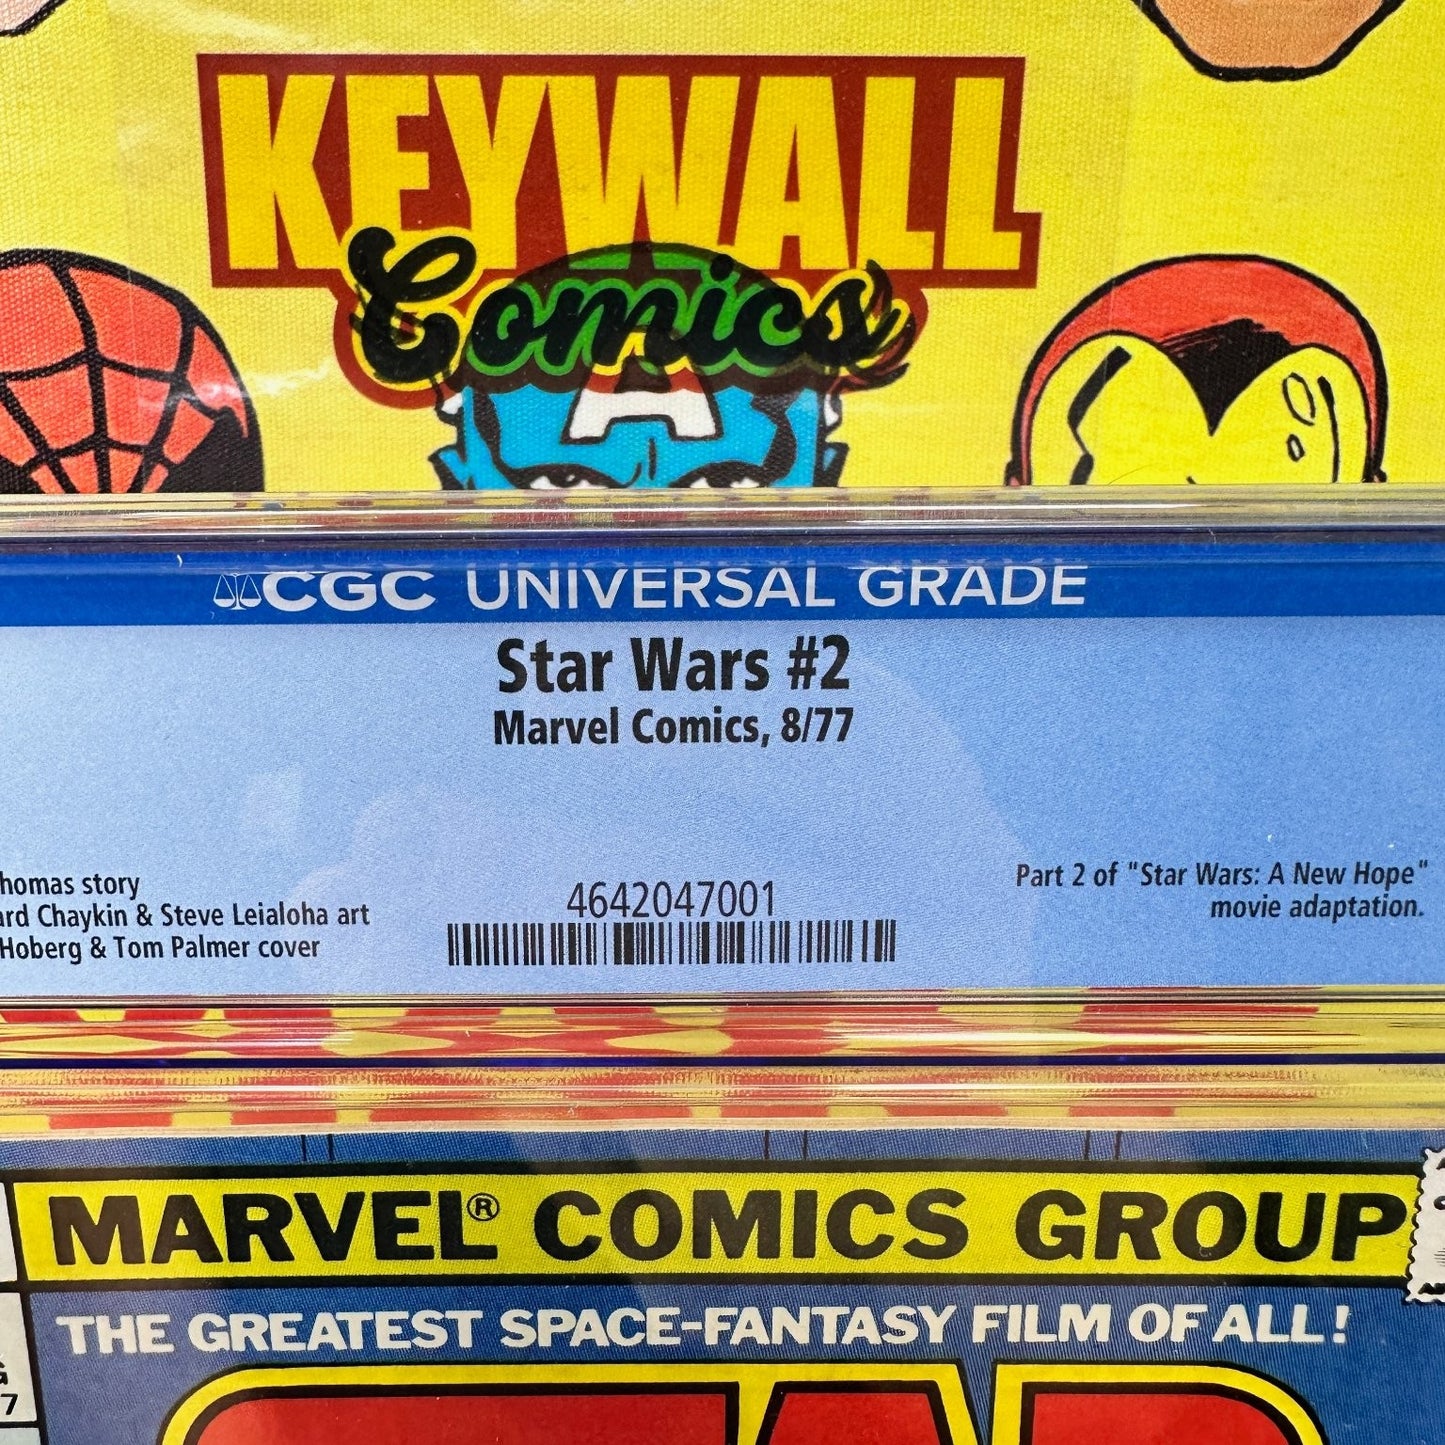 KEYWALL
Comics
A
CGC UNIVERSAL GRADE
Star Wars #2
Marvel Comics, 8/77
homas story
ard Chaykin & Steve Leialoha art
Hoberg & Tom Palmer cover
4642047001
Part 2 of "Star Wars: A New Hope"
movie adaptation.
MARVEL® COMICS GROUP
THE GREATEST SPACE-FANTASY FILM OF ALL!
STAR